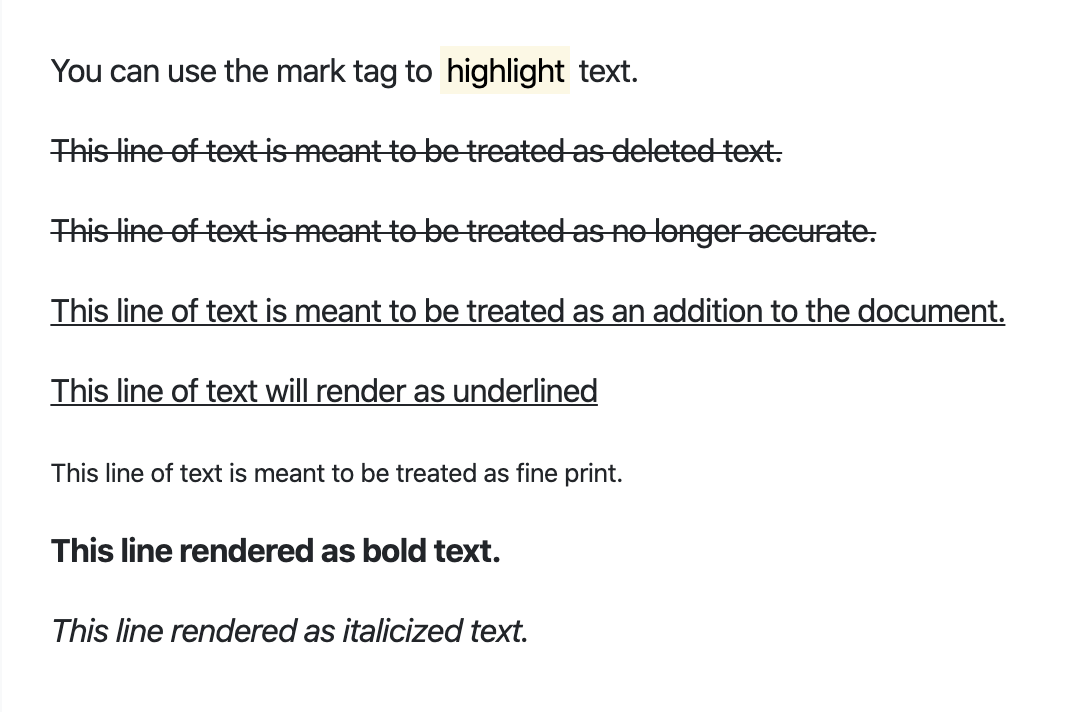 You can use the mark tag to highlight text.
This line of text is meant to be treated as deleted text.
This line of text is meant to be treated as no longer accurate.
This line of text is meant to be treated as an addition to the document.
This line of text will render as underlined
This line of text is meant to be treated as fine print.
This line rendered as bold text.
This line rendered as italicized text.